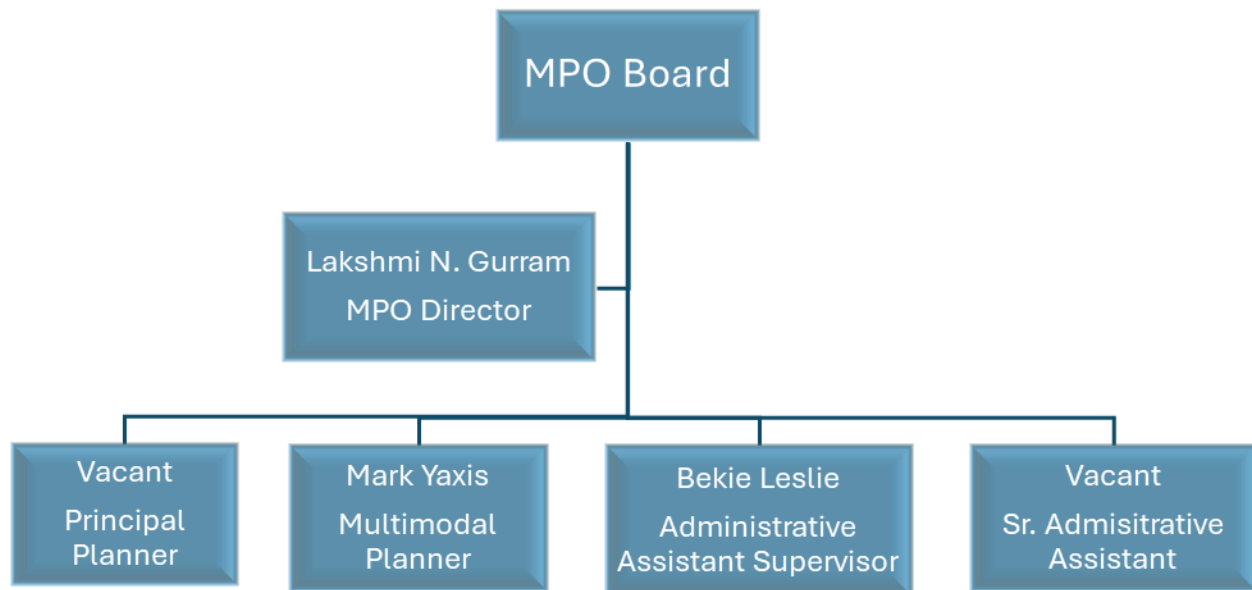 MPO Board
Lakshmi N. Gurram
MPO Director
Vacant
Principal
Planner
Mark Yaxis
Multimodal
Planner
Bekie Leslie
Administrative
Assistant Supervisor
Vacant
Sr. Admisitrative
Assistant